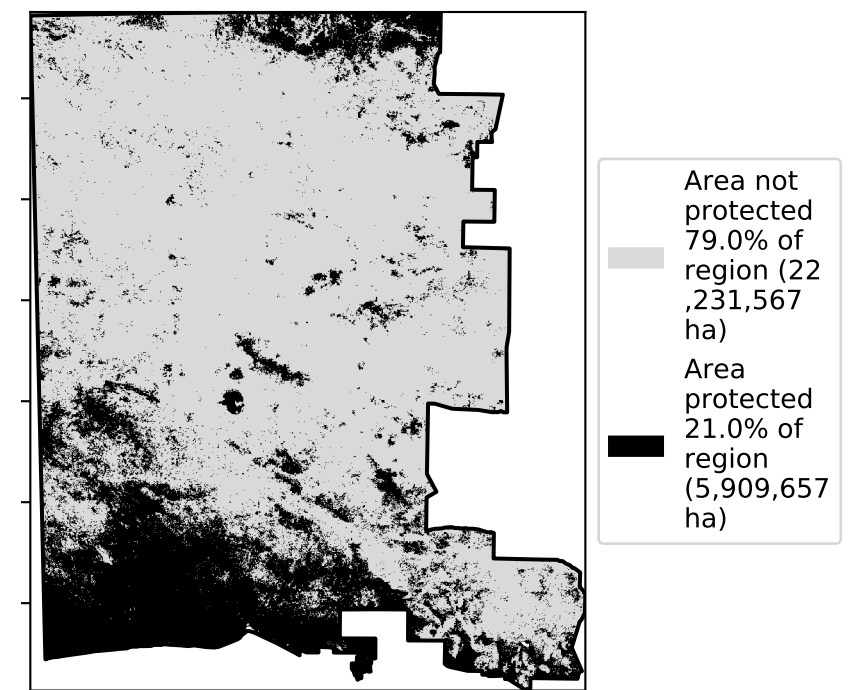 Area not
protected
79.0% of
region (22
,231,567
ha)
Area
protected
21.0% of
region
(5,909,657
ha)